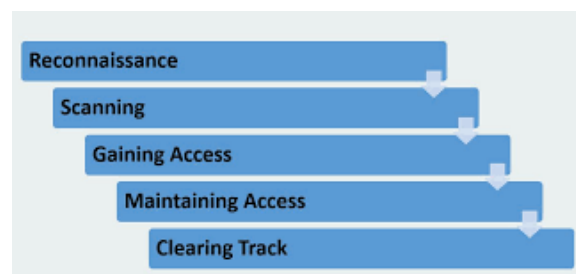 Reconnaissance
Scanning
Gaining Access
Maintaining Access
Clearing Track